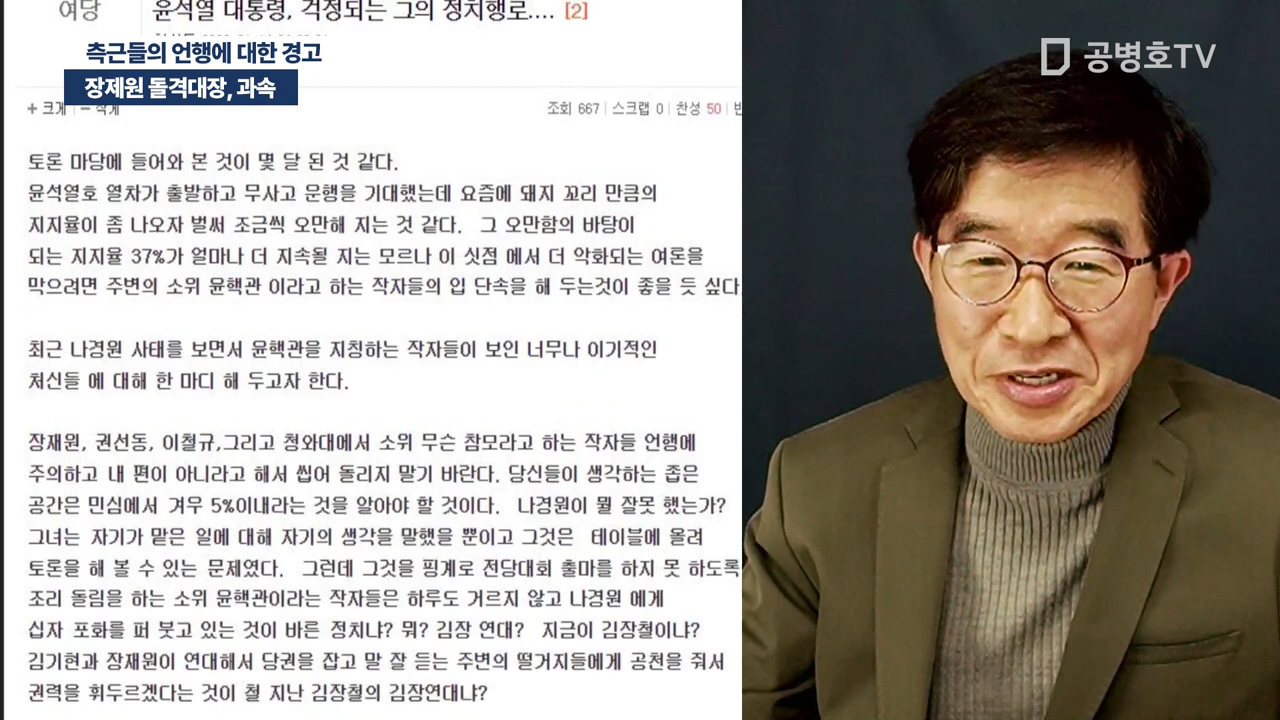 여당
윤석열 대통령, 걱정되는 그의 정치행로.... [2]
측근들의 언행에 대한 경고
장제원 돌격대장, 과속
공병호TV
+ 크게 - 작게
조회 667 스크랩 0 찬성 50
토론 마당에 들어와 본 것이 몇 달 된 것 같다.
윤석열호 열차가 출발하고 무사고 운행을 기대했는데 요즘에 돼지 꼬리 만큼의
지지율이 좀 나오자 벌써 조금씩 오만해 지는 것 같다. 그 오만함의 바탕이
되는 지지율 37%가 얼마나 더 지속될 지는 모르나 이 싯점 에서 더 악화되는 여론을
막으려면 주변의 소위 윤핵관 이라고 하는 작자들의 입 단속을 해 두는것이 좋을 듯 싶다
최근 나경원 사태를 보면서 윤핵관을 지칭하는 작자들이 보인 너무나 이기적인
처신들 에 대해 한 마디 해 두고자 한다.
장재원, 권선동, 이철규,그리고 청와대에서 소위 무슨 참모라고 하는 작자들 언행에
주의하고 내 편이 아니라고 해서 씹어 돌리지 말기 바란다. 당신들이 생각하는 좁은
공간은 민심에서 겨우 5%이내라는 것을 알아야 할 것이다. 나경원이 뭘 잘못 했는가?
그녀는 자기가 맡은 일에 대해 자기의 생각을 말했을 뿐이고 그것은 테이블에 올려
토론을 해 볼 수 있는 문제였다. 그런데 그것을 핑계로 전당대회 출마를 하지 못 하도록
조리 돌림을 하는 소위 윤핵관이라는 작자들은 하루도 거르지 않고 나경원 에게
십자 포화를 퍼 붓고 있는 것이 바른 정치냐? 뭐? 김장 연대? 지금이 김장철이냐?
김기현과 장재원이 연대해서 당권을 잡고 말 잘 듣는 주변의 떨거지들에게 공천을 줘서
권력을 휘두르겠다는 것이 철 지난 김장철의 김장연대냐?